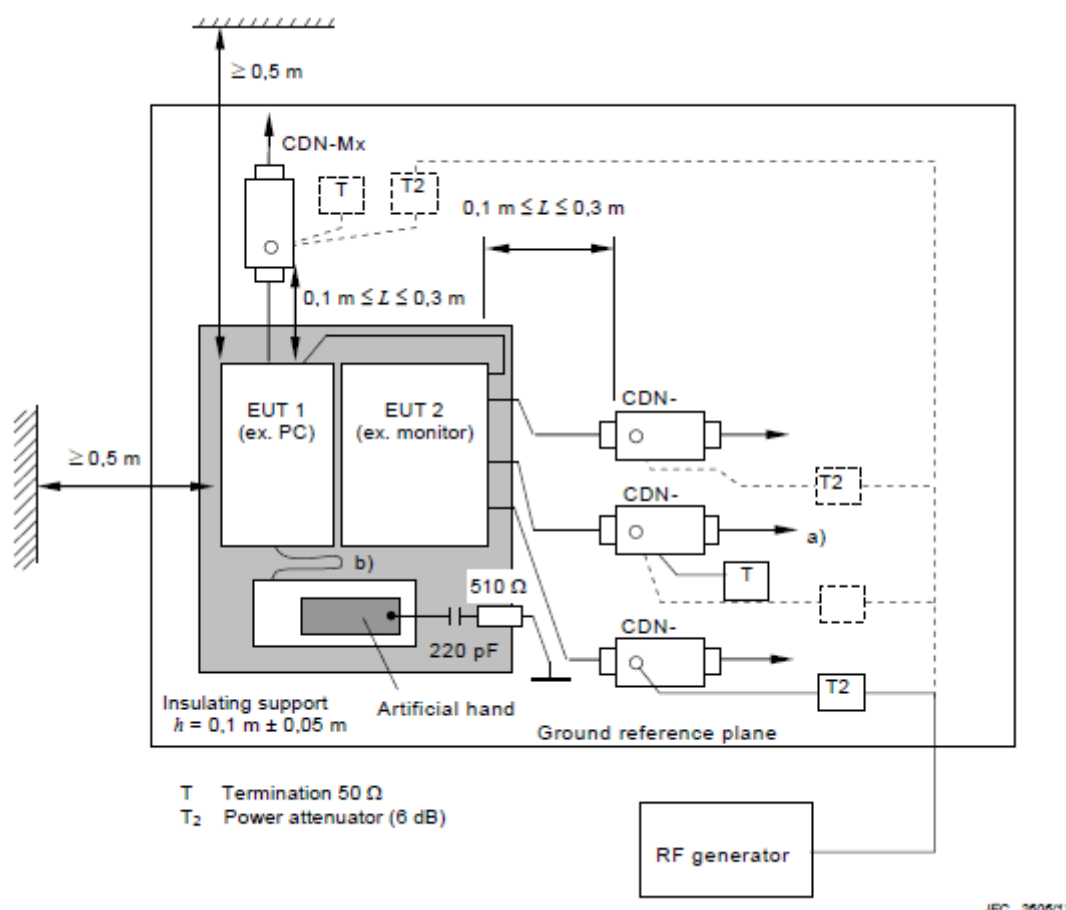 ≥ 0,5 m
CDN-Mx
T
T2
0,1 m ≤ L ≤ 0,3 m
0,1 m ≤ L ≤ 0,3 m
EUT 1
(ex. PC)
EUT 2
(ex. monitor)
CDN-
≥ 0,5 m
T2
CDN-
a)
b)
T
510 Ω
CDN-
220 pF
T2
Insulating support
h = 0,1 m ± 0,05 m
Artificial hand
Ground reference plane
T Termination 50 Ω
T₂ Power attenuator (6 dB)
RF generator
IEC